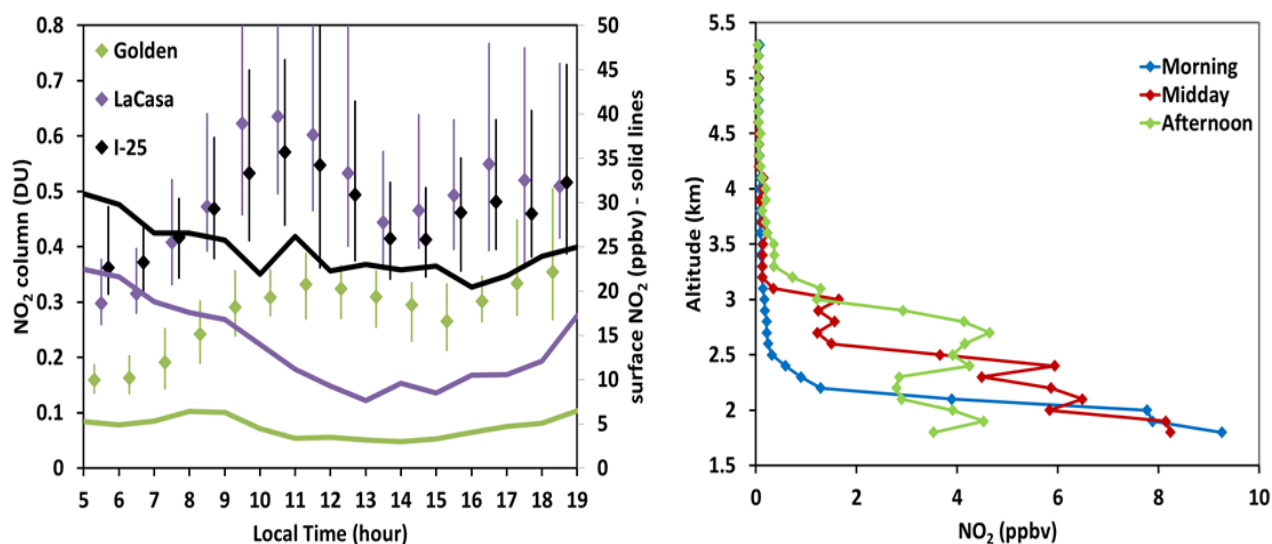 NO₂ column (DU)
0.8
0.7
0.6
0.5
0.4
0.3
0.2
0.1
0
Golden
LaCasa
I-25
50
45
40
35
30
25
20
15
10
5
0
surface NO₂ (ppbv) - solid lines
5 6 7 8 9 10 11 12 13 14 15 16 17 18 19
Local Time (hour)
Altitude (km)
5.5
5
4.5
4
3.5
3
2.5
2
1.5
Morning
Midday
Afternoon
0 2 4 6 8 10
NO₂ (ppbv)